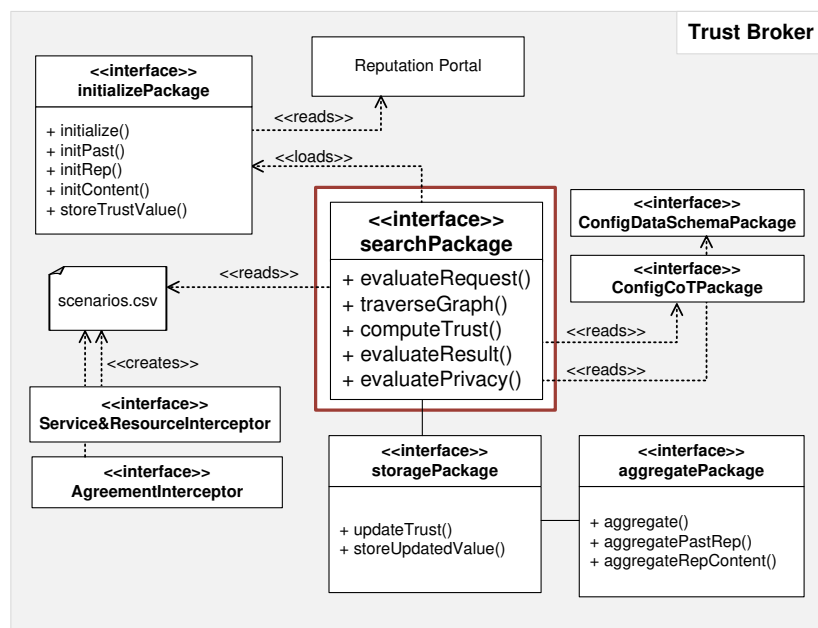 Trust Broker
<<interface>>
initializePackage
+ initialize()
+ initPast()
+ initRep()
+ initContent()
+ storeTrustValue()
Reputation Portal
<<reads>>
<<loads>>
<<interface>>
searchPackage
+ evaluateRequest()
+ traverseGraph()
+ computeTrust()
+ evaluateResult()
+ evaluatePrivacy()
<<interface>>
ConfigDataSchemaPackage
<<interface>>
ConfigCoTPackage
<<reads>>
<<reads>>
<<reads>>
scenarios.csv
<<creates>>
<<interface>>
Service&ResourceInterceptor
<<interface>>
AgreementInterceptor
<<interface>>
storagePackage
+ updateTrust()
+ storeUpdatedValue()
<<interface>>
aggregatePackage
+ aggregate()
+ aggregatePastRep()
+ aggregateRepContent()